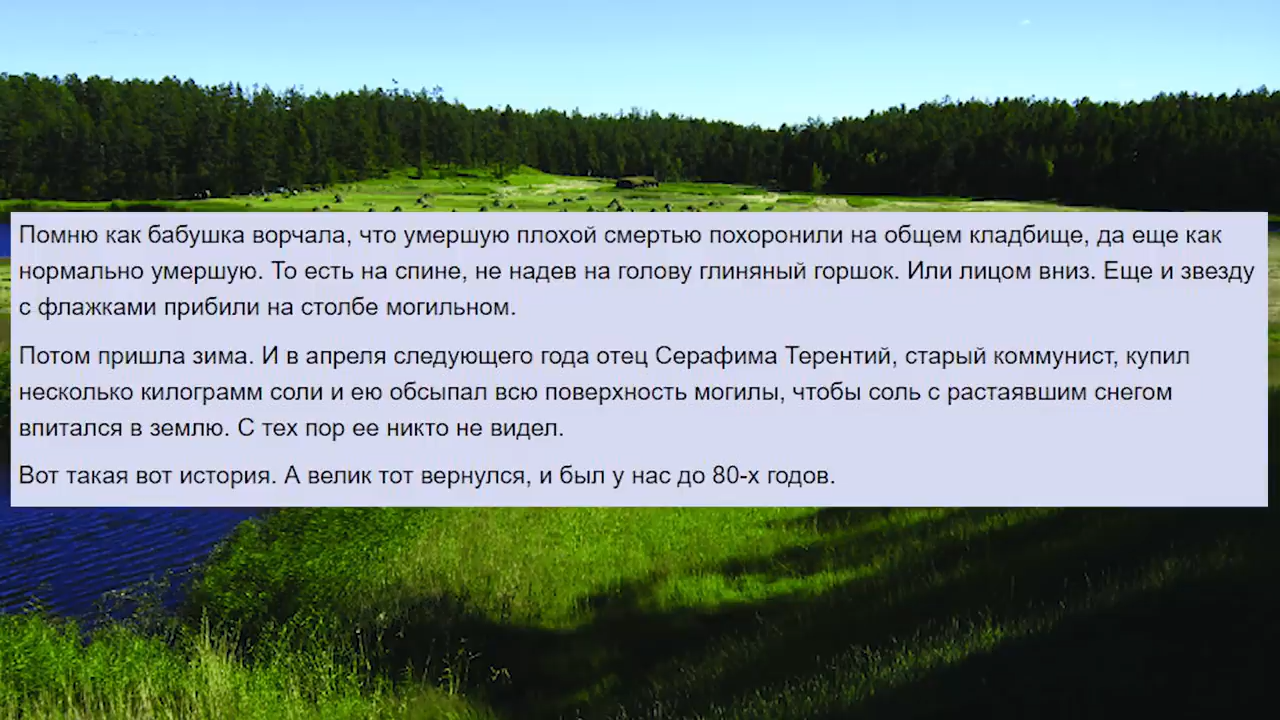 Помню как бабушка ворчала, что умершую плохой смертью похоронили на общем кладбище, да еще как
нормально умершую. То есть на спине, не надев на голову глиняный горшок. Или лицом вниз. Еще и звезду
с флажками прибили на столбе могильном.
Потом пришла зима. И в апреля следующего года отец Серафима Терентий, старый коммунист, купил
несколько килограмм соли и ею обсыпал всю поверхность могилы, чтобы соль с растаявшим снегом
впитался в землю. С тех пор ее никто не видел.
Вот такая вот история. А велик тот вернулся, и был у нас до 80-х годов.